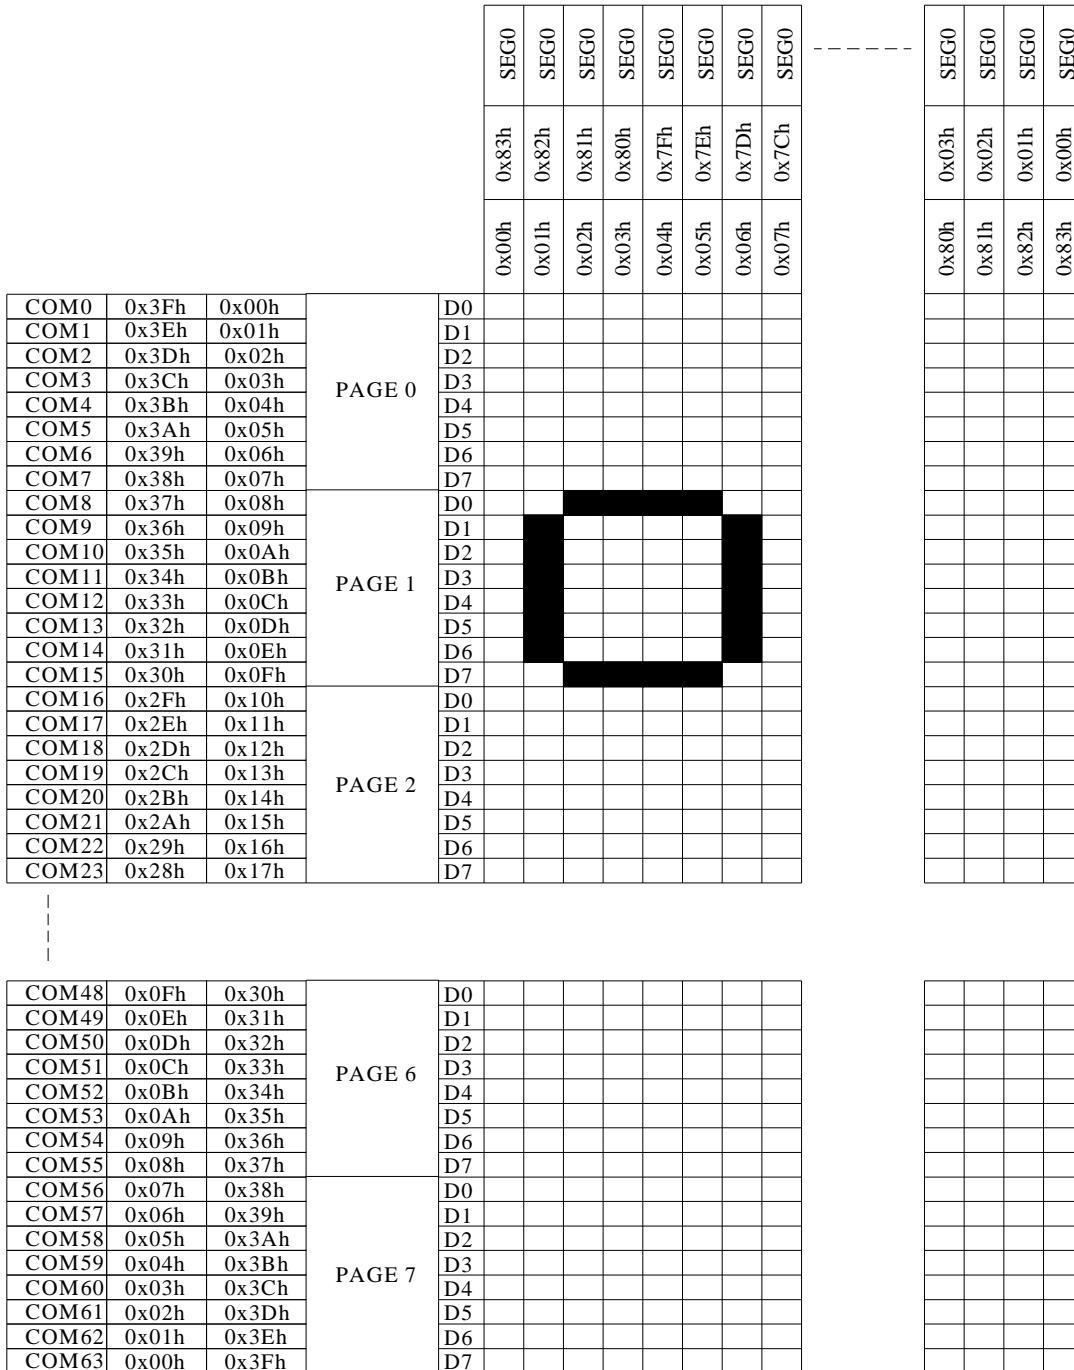 SEG0 SEG0 SEG0 SEG0 SEG0 SEG0 SEG0 SEG0 SEG0 SEG0 SEG0 SEG0
0x83h 0x82h 0x81h 0x80h 0x7Fh 0x7Eh 0x7Dh 0x7Ch 0x03h 0x02h 0x01h 0x00h
0x00h 0x01h 0x02h 0x03h 0x04h 0x05h 0x06h 0x07h 0x80h 0x81h 0x82h 0x83h
COM0 0x3Fh 0x00h D0
COM1 0x3Eh 0x01h D1
COM2 0x3Dh 0x02h D2
COM3 0x3Ch 0x03h PAGE 0 D3
COM4 0x3Bh 0x04h D4
COM5 0x3Ah 0x05h D5
COM6 0x39h 0x06h D6
COM7 0x38h 0x07h D7
COM8 0x37h 0x08h D0
COM9 0x36h 0x09h D1
COM10 0x35h 0x0Ah D2
COM11 0x34h 0x0Bh PAGE 1 D3
COM12 0x33h 0x0Ch D4
COM13 0x32h 0x0Dh D5
COM14 0x31h 0x0Eh D6
COM15 0x30h 0x0Fh D7
COM16 0x2Fh 0x10h D0
COM17 0x2Eh 0x11h D1
COM18 0x2Dh 0x12h D2
COM19 0x2Ch 0x13h PAGE 2 D3
COM20 0x2Bh 0x14h D4
COM21 0x2Ah 0x15h D5
COM22 0x29h 0x16h D6
COM23 0x28h 0x17h D7
COM48 0x0Fh 0x30h D0
COM49 0x0Eh 0x31h D1
COM50 0x0Dh 0x32h D2
COM51 0x0Ch 0x33h PAGE 6 D3
COM52 0x0Bh 0x34h D4
COM53 0x0Ah 0x35h D5
COM54 0x09h 0x36h D6
COM55 0x08h 0x37h D7
COM56 0x07h 0x38h D0
COM57 0x06h 0x39h D1
COM58 0x05h 0x3Ah D2
COM59 0x04h 0x3Bh PAGE 7 D3
COM60 0x03h 0x3Ch D4
COM61 0x02h 0x3Dh D5
COM62 0x01h 0x3Eh D6
COM63 0x00h 0x3Fh D7